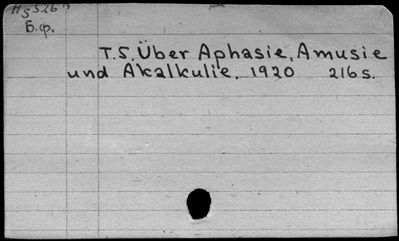 Б.ф.
T.S. Über Aphasie, Amusie
und Akalkulie. 1920 216 s.